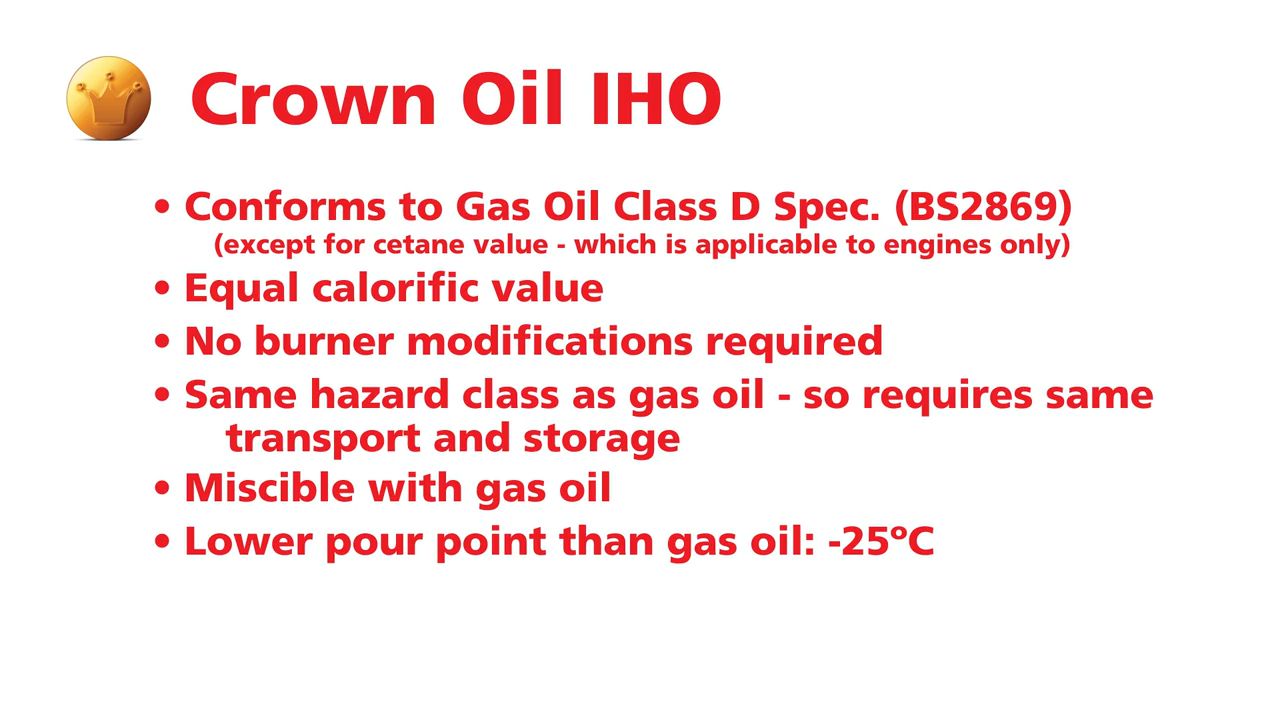 Crown Oil IHO
• Conforms to Gas Oil Class D Spec. (BS2869)
(except for cetane value - which is applicable to engines only)
• Equal calorific value
• No burner modifications required
• Same hazard class as gas oil - so requires same
transport and storage
• Miscible with gas oil
• Lower pour point than gas oil: -25ºC